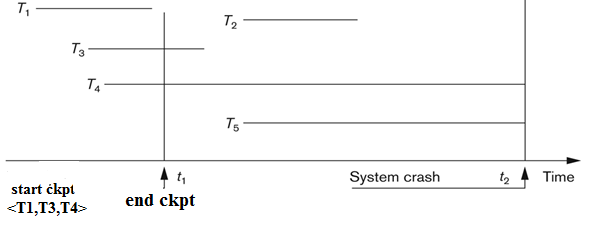 T1
T2
T3
T4
T5
t1
System crash
t2
Time
start ckpt
<T1,T3,T4>
end ckpt